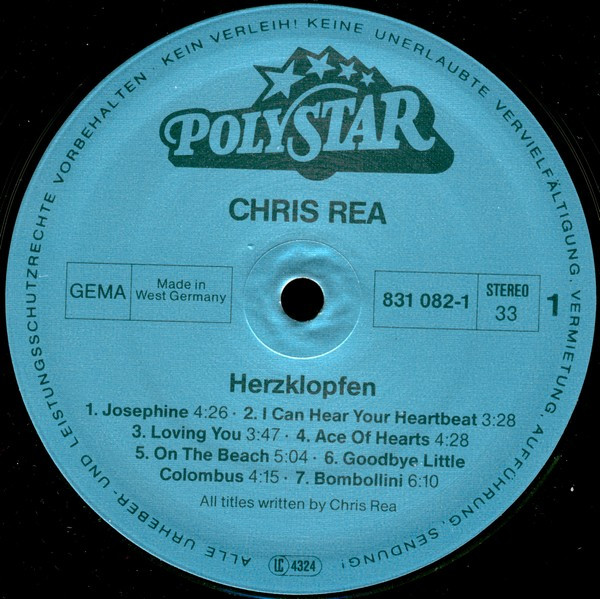 ALLE URHEBER- UND LEISTUNGSSCHUTZRECHTE VORBEHALTEN · KEIN VERLEIH! KEINE UNERLAUBTE VERVIELFÄLTIGUNG, VERMIETUNG, AUFFÜHRUNG, SENDUNG!
POLYSTAR
CHRIS REA
GEMA
Made in
West Germany
831 082-1
STEREO
33
1
Herzklopfen
1. Josephine 4:26 · 2. I Can Hear Your Heartbeat 3:28
3. Loving You 3:47 · 4. Ace Of Hearts 4:28
5. On The Beach 5:04 · 6. Goodbye Little
Colombus 4:15 · 7. Bombollini 6:10
All titles written by Chris Rea
LC 4324